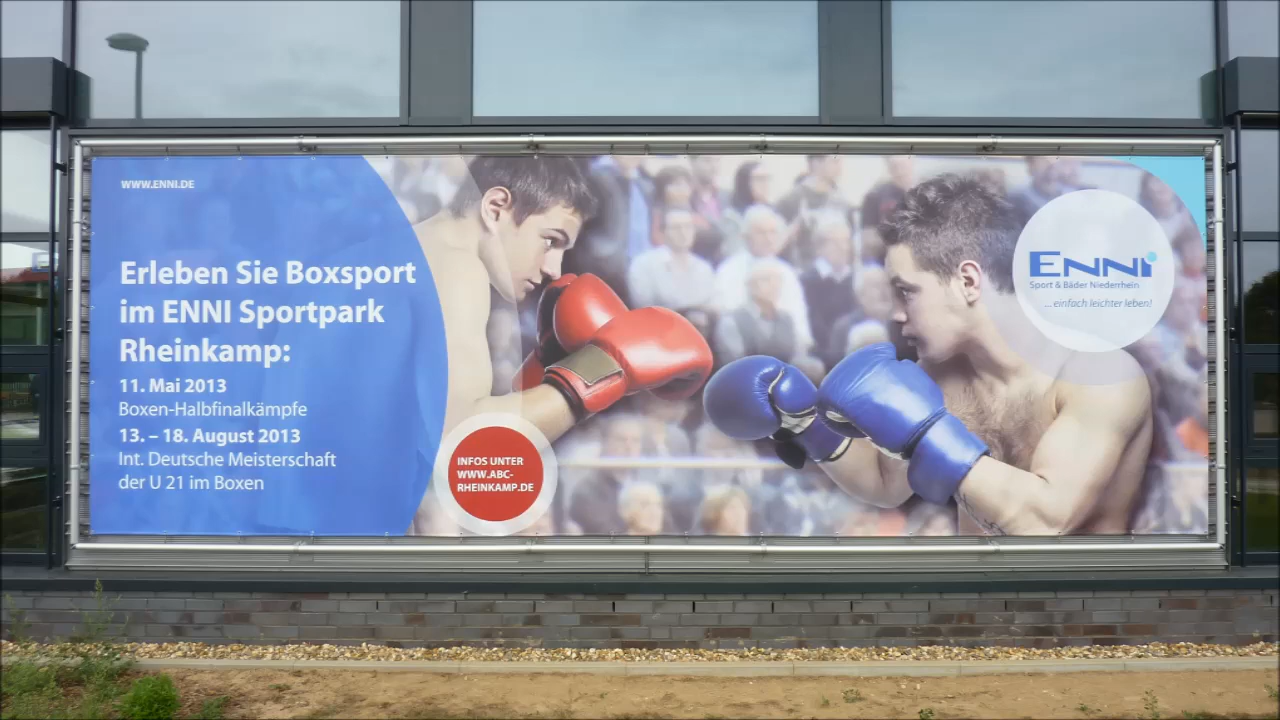 WWW.ENNI.DE
Erleben Sie Boxsport
im ENNI Sportpark
Rheinkamp:
11. Mai 2013
Boxen-Halbfinalkämpfe
13. – 18. August 2013
Int. Deutsche Meisterschaft
der U 21 im Boxen
INFOS UNTER
WWW.ABC-
RHEINKAMP.DE
ENNI
Sport & Bäder Niederrhein
... einfach leichter leben!